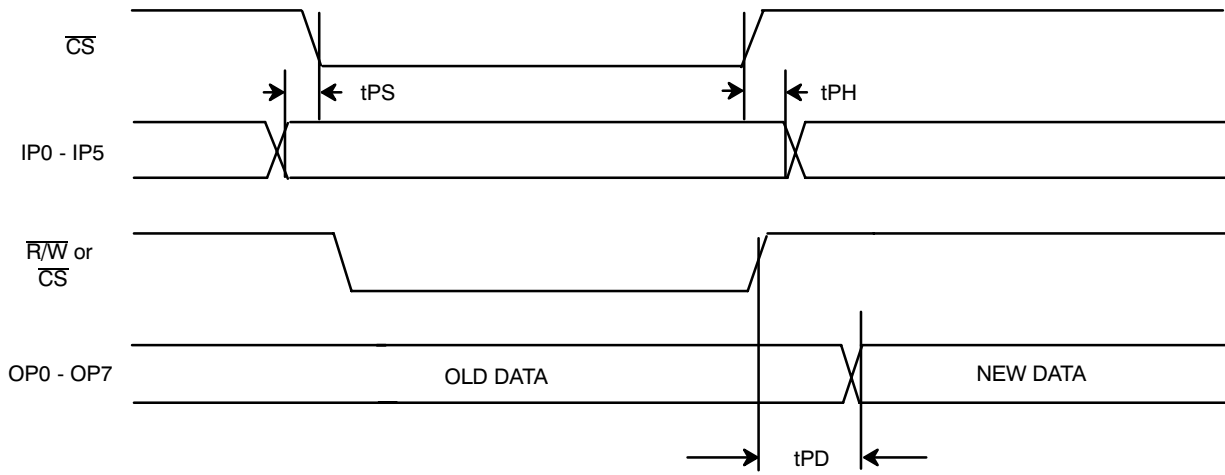 CS
tPS
tPH
IP0 - IP5
R/W or
CS
OP0 - OP7
OLD DATA
NEW DATA
tPD